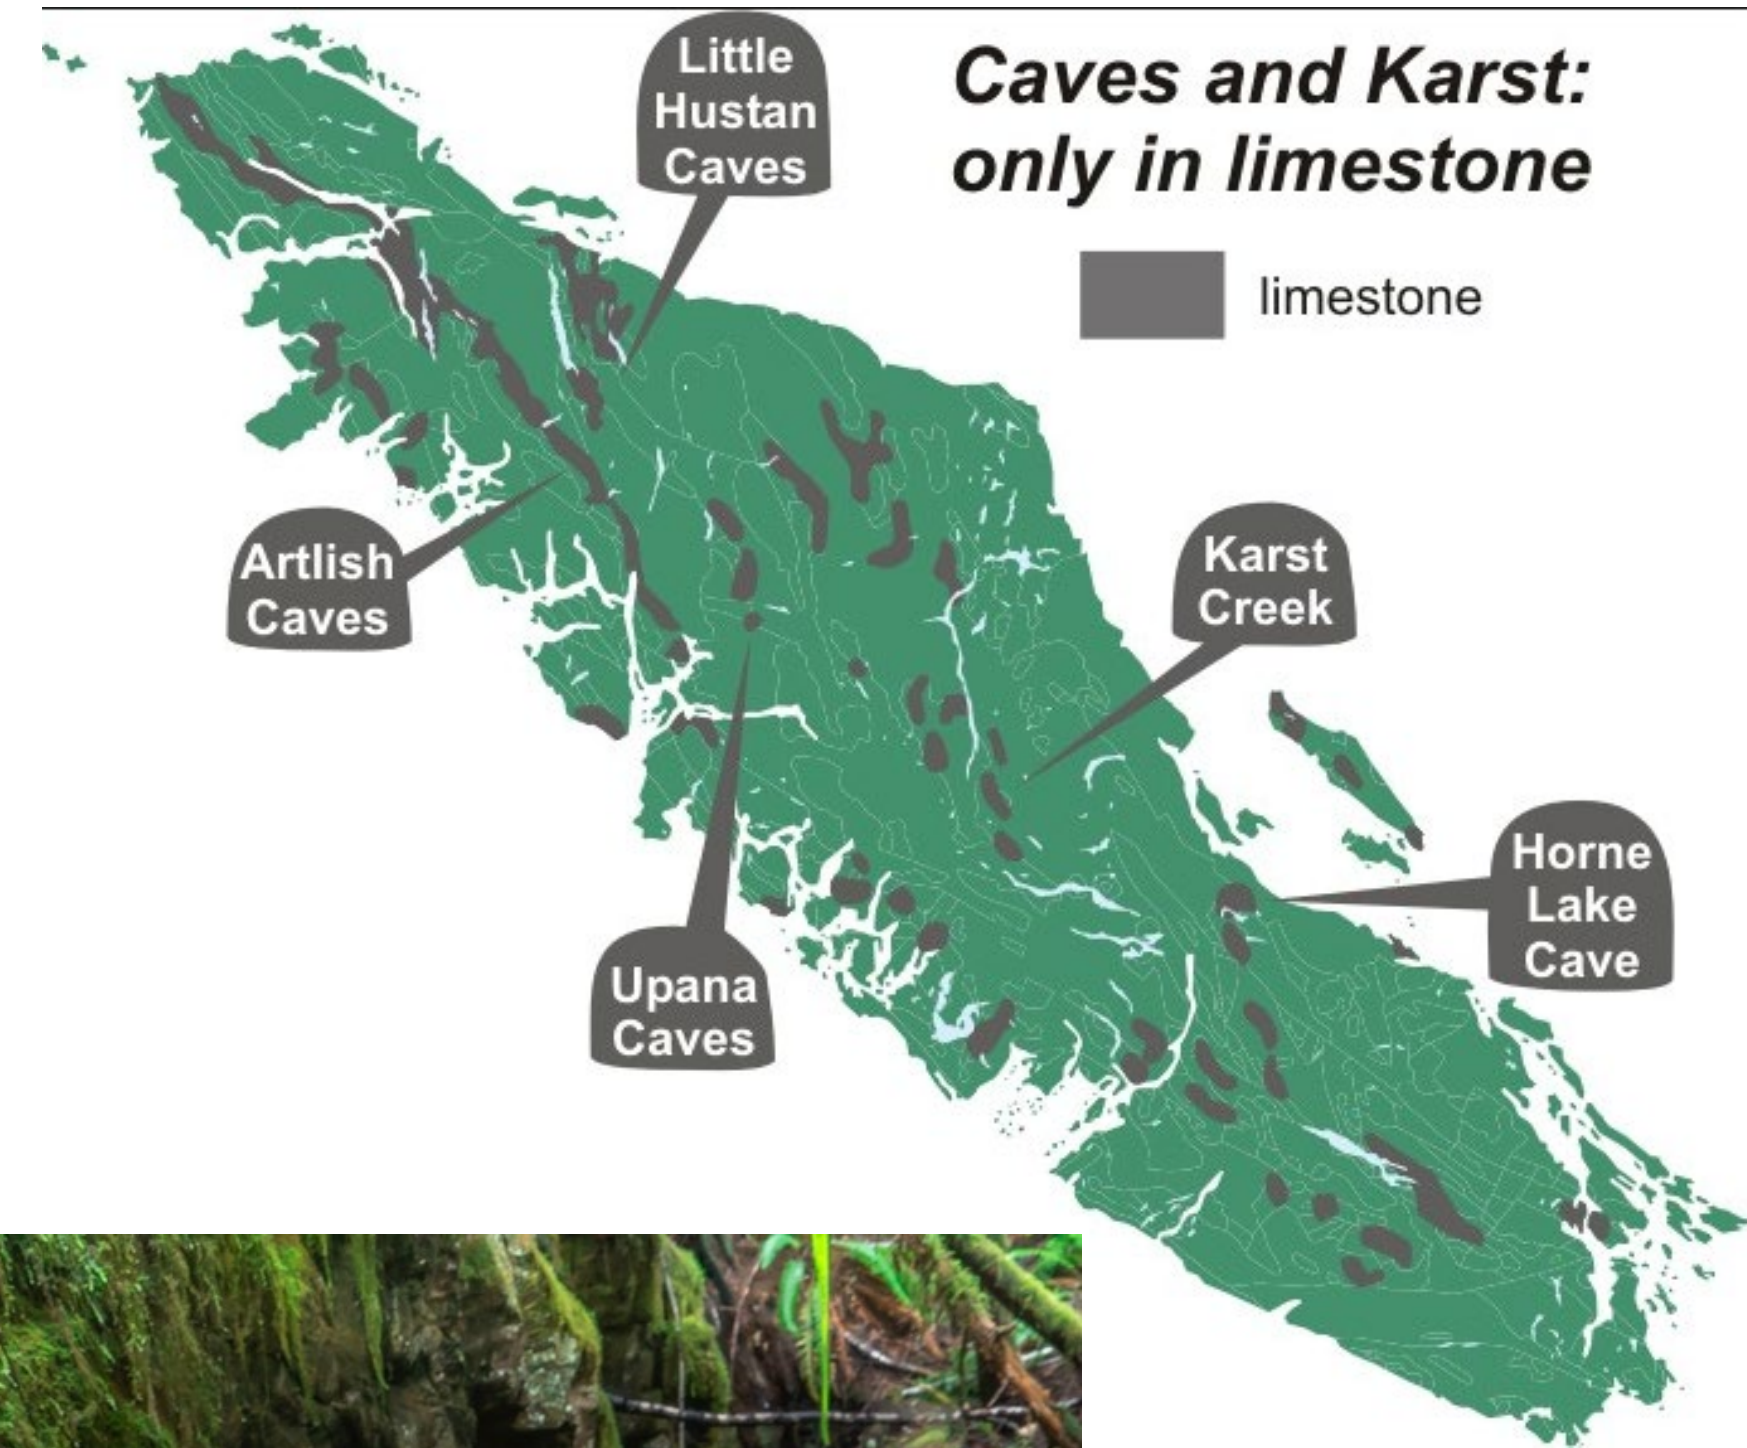 Caves and Karst:
only in limestone
limestone
Little
Hustan
Caves
Artlish
Caves
Karst
Creek
Upana
Caves
Horne
Lake
Cave